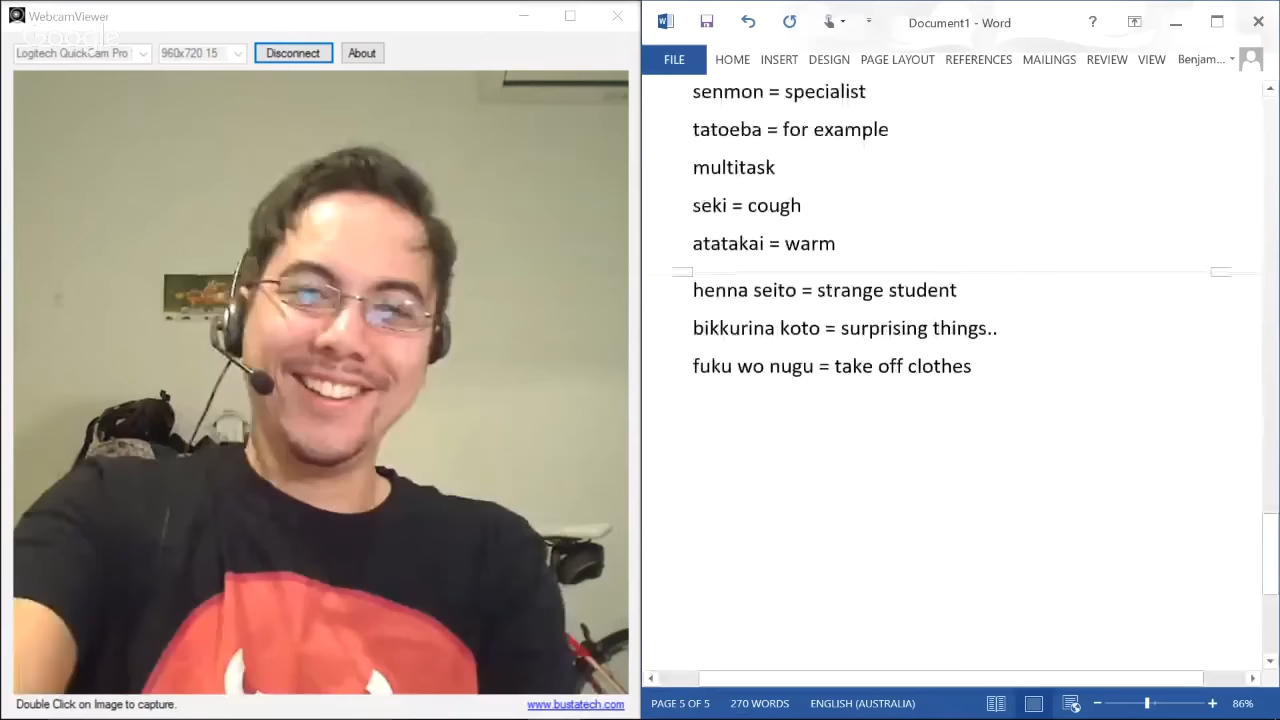 WebcamViewer
Google
Logitech QuickCam Pro
960x720 15
Disconnect
About
Double Click on Image to capture.
www.bustatech.com
Document1 - Word
?
FILE HOME INSERT DESIGN PAGE LAYOUT REFERENCES MAILINGS REVIEW VIEW Benjam...
senmon = specialist
tatoeba = for example
multitask
seki = cough
atatakai = warm
henna seito = strange student
bikkurina koto = surprising things..
fuku wo nugu = take off clothes
PAGE 5 OF 5 270 WORDS ENGLISH (AUSTRALIA) 86%